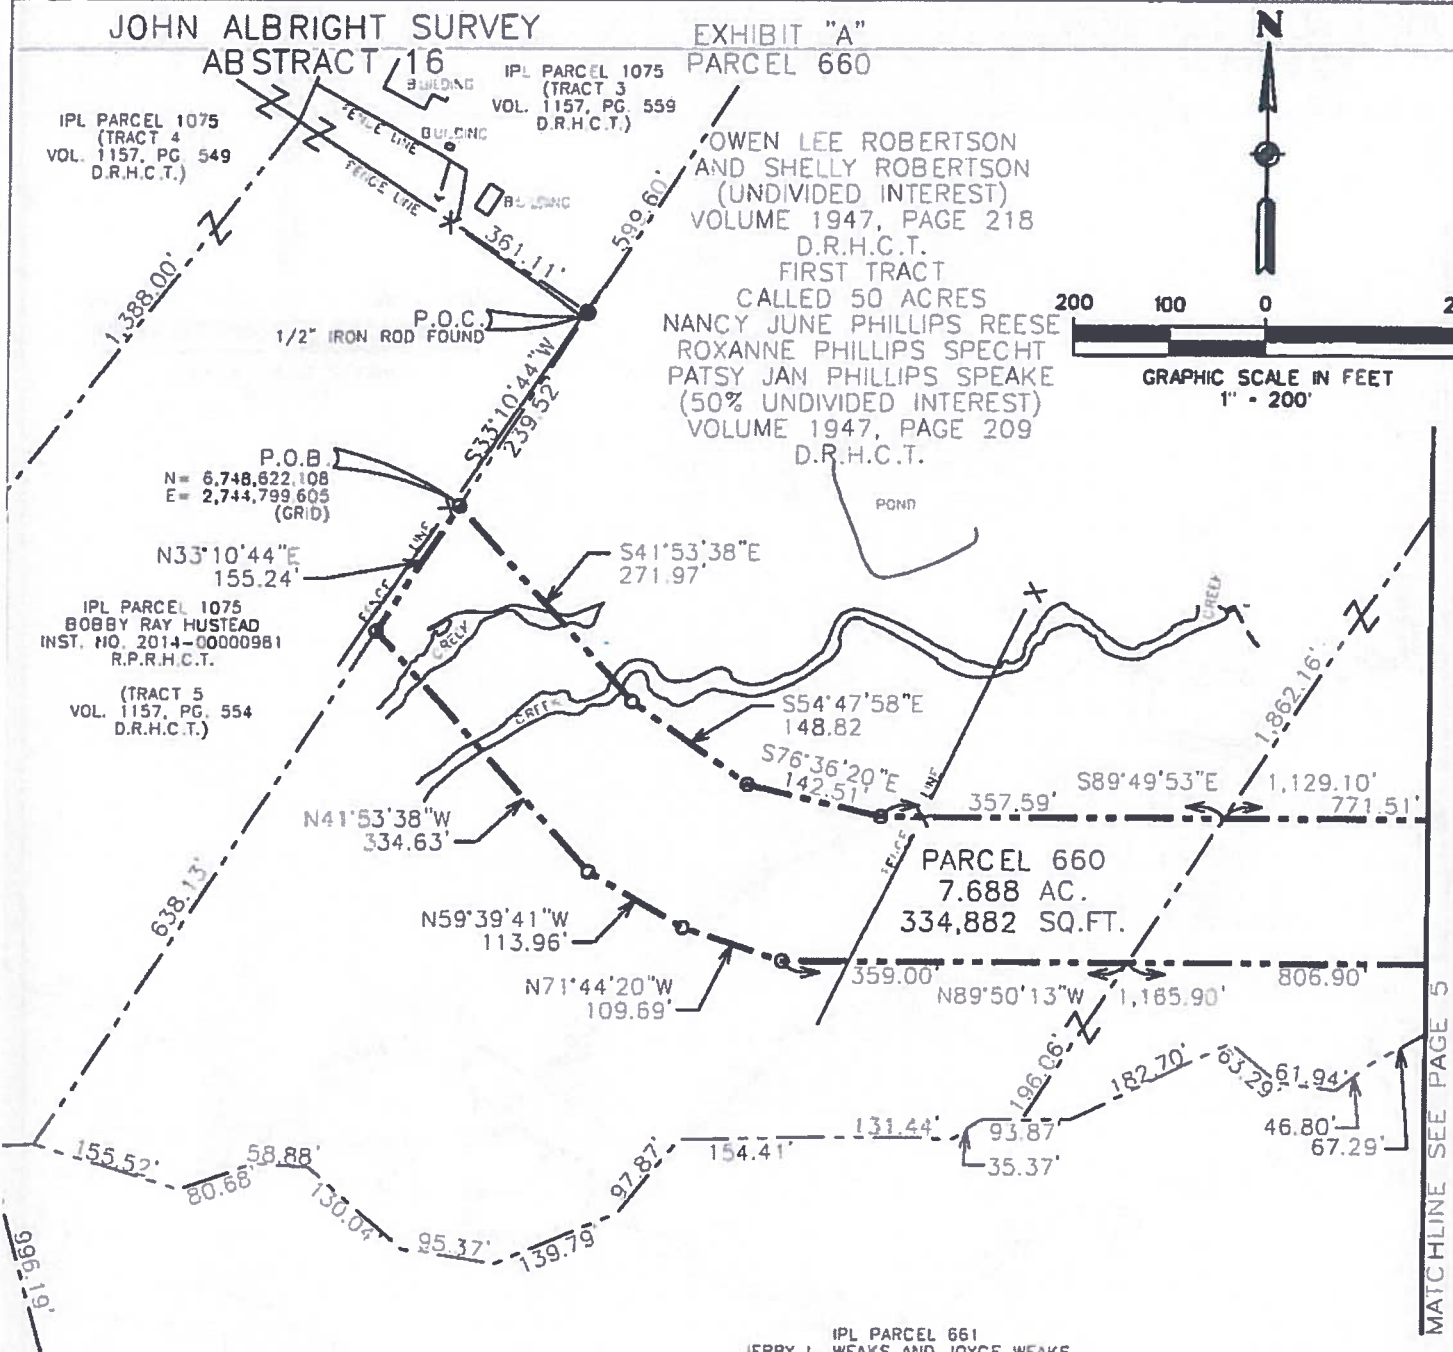 JOHN ALBRIGHT SURVEY
ABSTRACT 16
EXHIBIT "A"
PARCEL 660
N
IPL PARCEL 1075
(TRACT 4
VOL. 1157, PG. 549
D.R.H.C.T.)
BUILDING
IPL PARCEL 1075
(TRACT 3
VOL. 1157, PG. 559
D.R.H.C.T.)
FENCE LINE
BUILDING
FENCE LINE
BUILDING
OWEN LEE ROBERTSON
AND SHELLY ROBERTSON
(UNDIVIDED INTEREST)
VOLUME 1947, PAGE 218
D.R.H.C.T.
FIRST TRACT
CALLED 50 ACRES
NANCY JUNE PHILLIPS REESE
ROXANNE PHILLIPS SPECHT
PATSY JAN PHILLIPS SPEAKE
(50% UNDIVIDED INTEREST)
VOLUME 1947, PAGE 209
D.R.H.C.T.
200 100 0
GRAPHIC SCALE IN FEET
1" - 200'
599.60'
361.11'
1,388.00'
P.O.C.
1/2" IRON ROD FOUND
S33°10'44"W
239.52'
P.O.B.
N= 6,748,622.108
E= 2,744,799.605
(GRID)
POND
N33°10'44"E
155.24'
FENCE LINE
S41°53'38"E
271.97'
IPL PARCEL 1075
BOBBY RAY HUSTEAD
INST. NO. 2014-00000981
R.P.R.H.C.T.
(TRACT 5
VOL. 1157, PG. 554
D.R.H.C.T.)
CREEK
CREEK
CREEK
S54°47'58"E
148.82
S76°36'20"E
142.51'
FENCE LINE
1,862.16'
357.59'
S89°49'53"E
1,129.10'
771.51'
N41°53'38"W
334.63'
638.13'
PARCEL 660
7.688 AC.
334,882 SQ.FT.
N59°39'41"W
113.96'
N71°44'20"W
109.69'
359.00'
N89°50'13"W
1,165.90'
806.90'
196.06'
182.70'
63.29'
61.94'
46.80'
67.29'
93.87'
35.37'
131.44'
154.41'
97.87'
155.52'
80.68'
58.88'
130.04'
95.37'
139.79'
996.19'
MATCHLINE SEE PAGE 5
IPL PARCEL 661
JERRY L. WEAKS AND JOYCE WEAKS